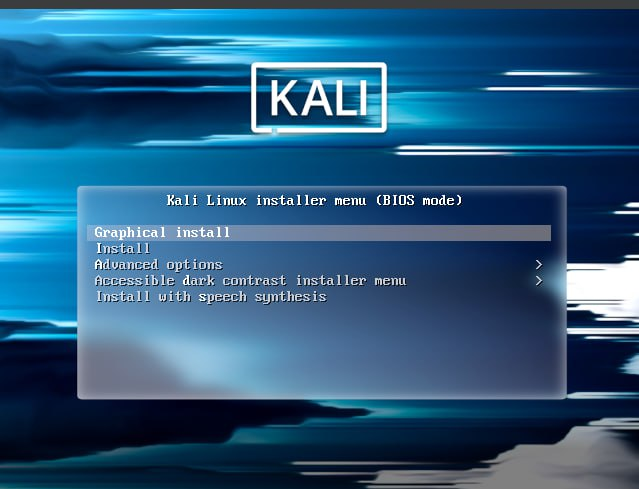 KALI
Kali Linux installer menu (BIOS mode)
Graphical install
Install
Advanced options >
Accessible dark contrast installer menu >
Install with speech synthesis